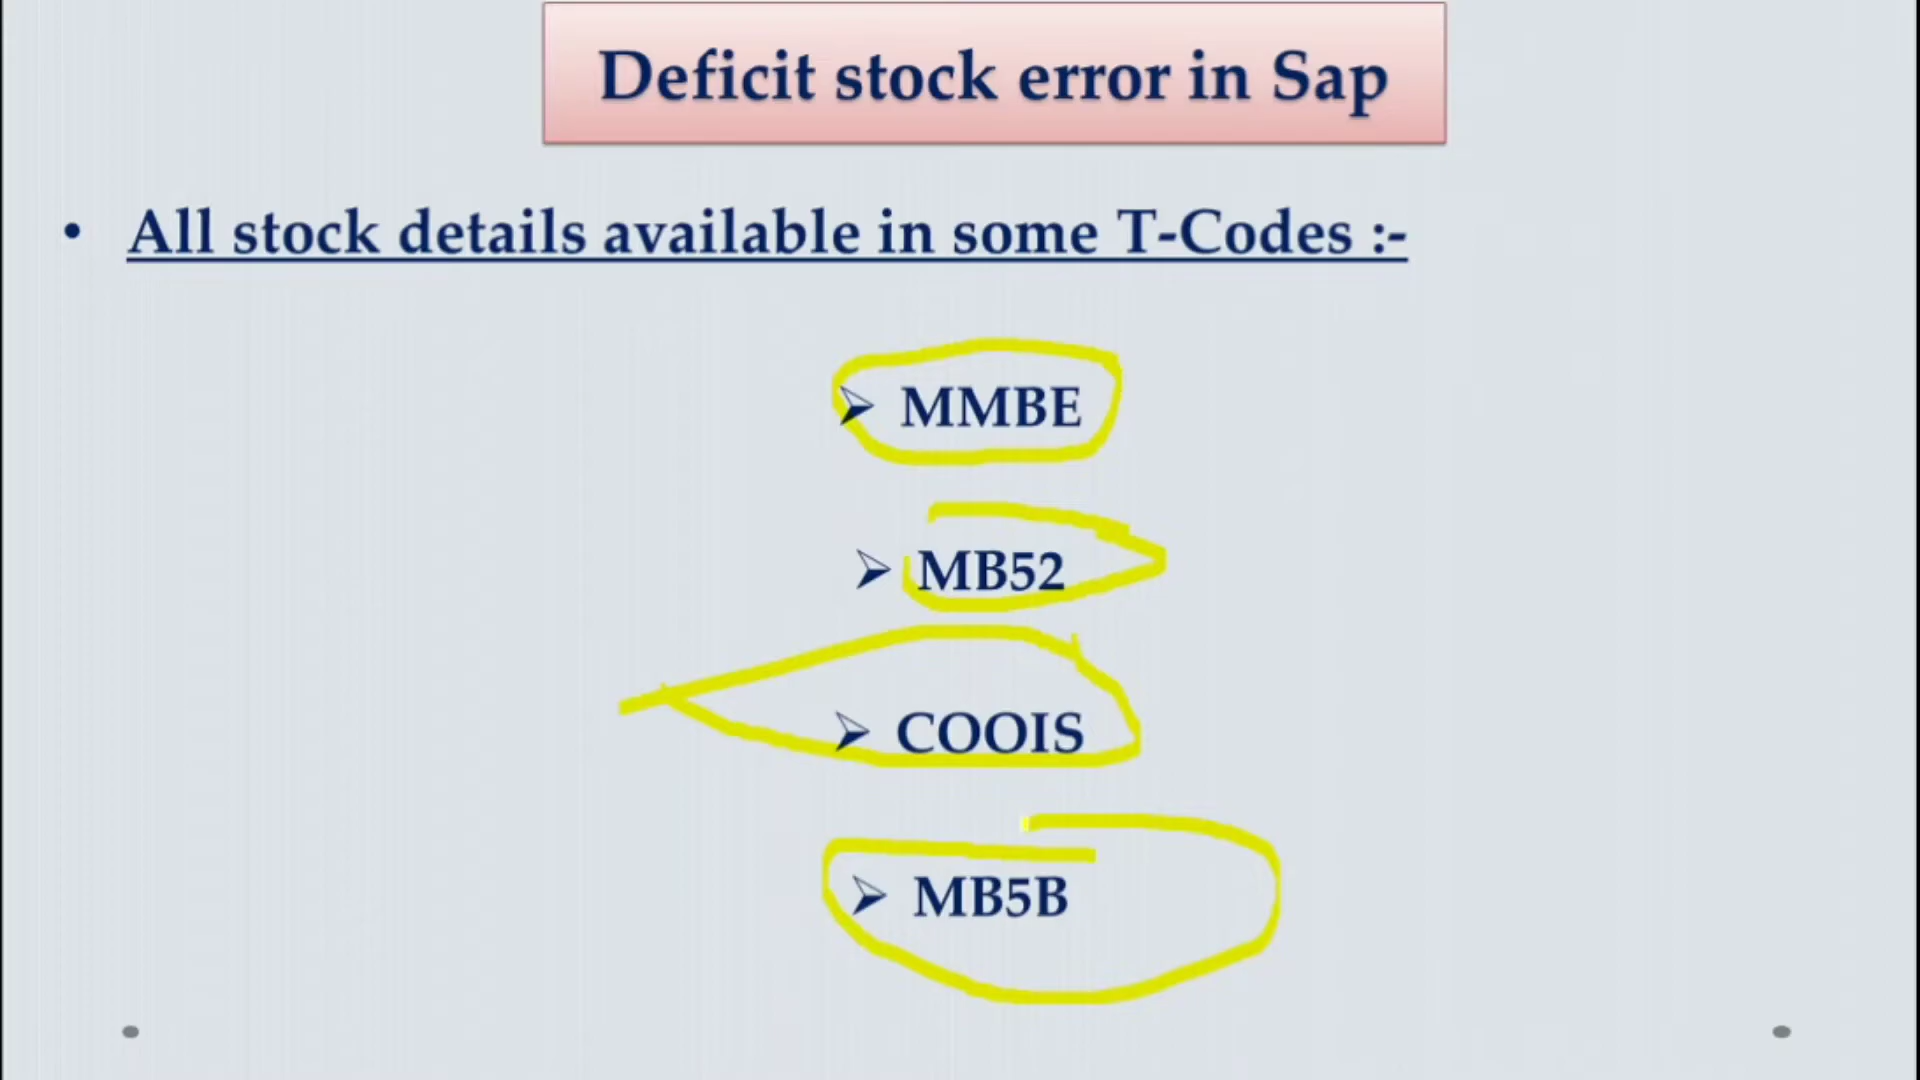 Deficit stock error in Sap
• All stock details available in some T-Codes :-
➢ MMBE
➢ MB52
➢ COOIS
➢ MB5B